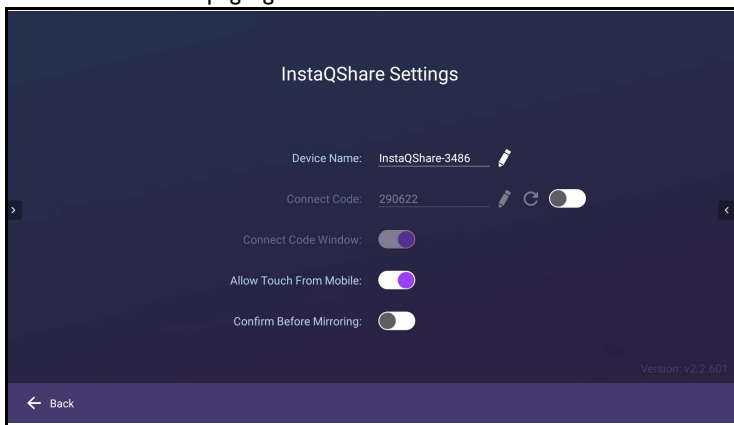 InstaQShare Settings
Device Name: InstaQShare-3486
Connect Code: 290622
Connect Code Window:
Allow Touch From Mobile:
Confirm Before Mirroring:
Version: v2.2.601
Back